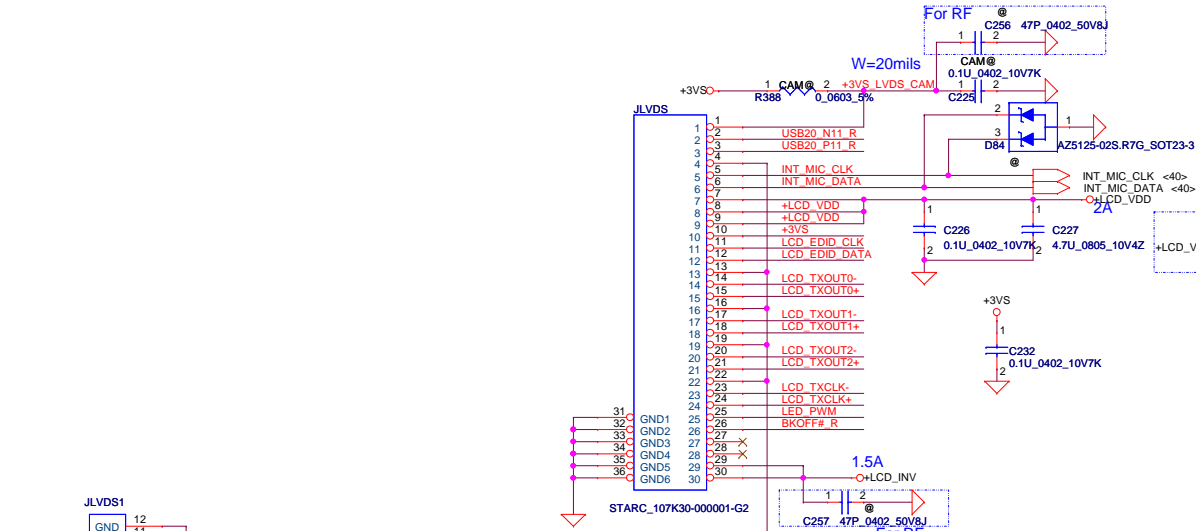 For RF
@
C256 47P_0402_50V8J
1 2
CAM@
W=20mils
0.1U_0402_10V7K
+3VS
1 CAM@ 2
+3VS_LVDS_CAM
R388 0_0603_5%
1 2
C225
JLVDS
2
1
3
D84
AZ5125-02S.R7G_SOT23-3
@
1 1
2 2 USB20_N11_R
3 3 USB20_P11_R
4 4
5 5 INT_MIC_CLK
6 6 INT_MIC_DATA
INT_MIC_CLK <40>
INT_MIC_DATA <40>
7 7
+LCD_VDD
2A
8 8 +LCD_VDD
9 9 +LCD_VDD
10 10 +3VS
11 11 LCD_EDID_CLK
12 12 LCD_EDID_DATA
13 13
14 14 LCD_TXOUT0-
15 15 LCD_TXOUT0+
16 16
17 17 LCD_TXOUT1-
18 18 LCD_TXOUT1+
19 19
20 20 LCD_TXOUT2-
21 21 LCD_TXOUT2+
22 22
23 23 LCD_TXCLK-
24 24 LCD_TXCLK+
25 25 LED_PWM
26 26 BKOFF#_R
27 27
28 28
29 29
30 30
1
C226
0.1U_0402_10V7K
2
1
C227
4.7U_0805_10V4Z
2
+LCD_V
+3VS
1
C232
0.1U_0402_10V7K
2
31 GND1
32 GND2
33 GND3
34 GND4
35 GND5
36 GND6
1.5A
+LCD_INV
STARC_107K30-000001-G2
1 2
@
C257 47P_0402_50V8J
For RF
JLVDS1
GND 12
11